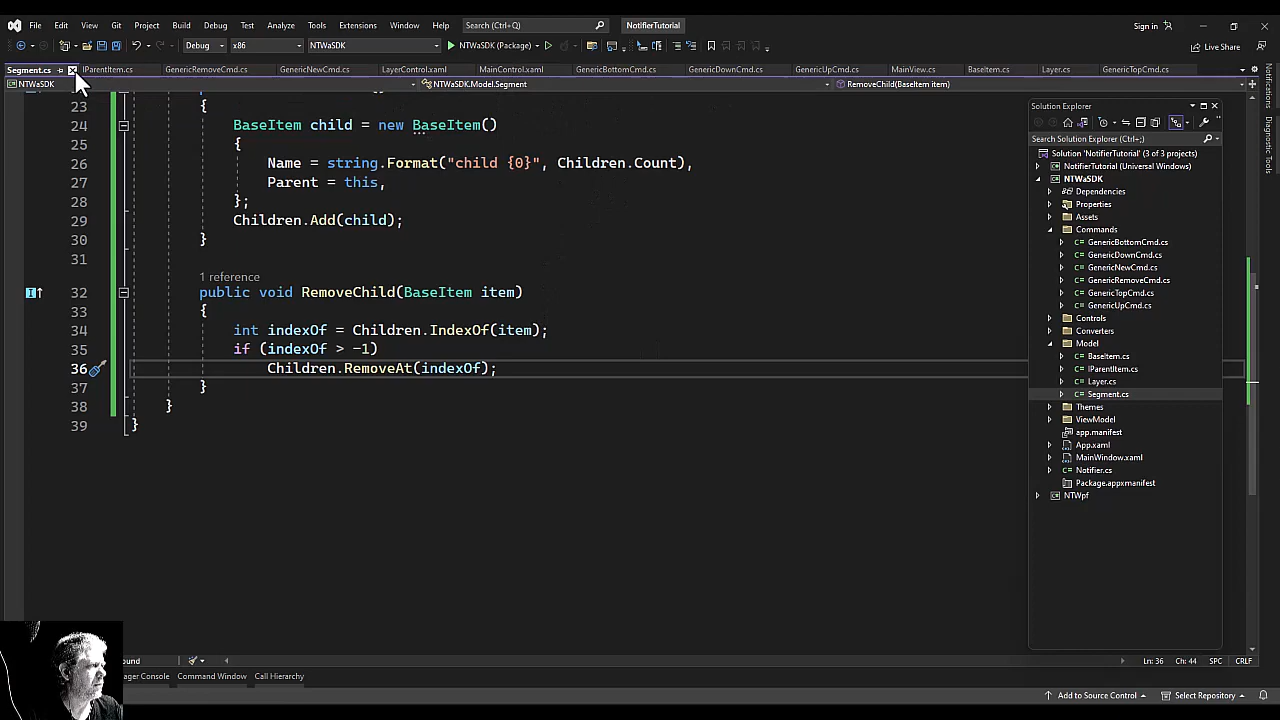 File Edit View Git Project Build Debug Test Analyze Tools Extensions Window Help Search (Ctrl+Q) NotifierTutorial Sign in
Debug x86 NTWaSDK NTWaSDK (Package) Live Share
Segment.cs IParentItem.cs GenericRemoveCmd.cs GenericNewCmd.cs LayerControl.xaml MainControl.xaml GenericBottomCmd.cs GenericDownCmd.cs GenericUpCmd.cs MainView.cs BaseItem.cs Layer.cs GenericTopCmd.cs
NTWaSDK NTWaSDK.Model.Segment RemoveChild(BaseItem item)
23 {
24 BaseItem child = new BaseItem()
25 {
26 Name = string.Format("child {0}", Children.Count),
27 Parent = this,
28 };
29 Children.Add(child);
30 }
31
1 reference
32 public void RemoveChild(BaseItem item)
33 {
34 int indexOf = Children.IndexOf(item);
35 if (indexOf > -1)
36 Children.RemoveAt(indexOf);
37 }
38 }
39 }
Solution Explorer
Search Solution Explorer (Ctrl+;)
Solution 'NotifierTutorial' (3 of 3 projects)
NotifierTutorial (Universal Windows)
NTWaSDK
Dependencies
Properties
Assets
Commands
GenericBottomCmd.cs
GenericDownCmd.cs
GenericNewCmd.cs
GenericRemoveCmd.cs
GenericTopCmd.cs
GenericUpCmd.cs
Controls
Converters
Model
BaseItem.cs
IParentItem.cs
Layer.cs
Segment.cs
Themes
ViewModel
app.manifest
App.xaml
MainWindow.xaml
Notifier.cs
Package.appxmanifest
NTWpf
Notifications
Diagnostic Tools
ound Ln: 36 Ch: 44 SPC CRLF
ager Console Command Window Call Hierarchy
Add to Source Control Select Repository